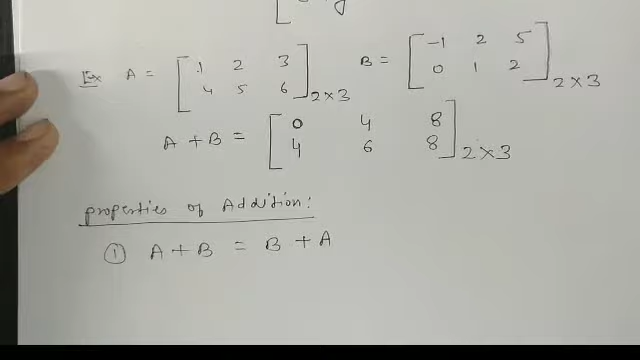 Ex A = [1 2 3 B = [-1 2 5
4 5 6]2×3 0 1 2]2×3
A + B = [0 4 8
4 6 8]2×3
properties of Addition:
① A + B = B + A